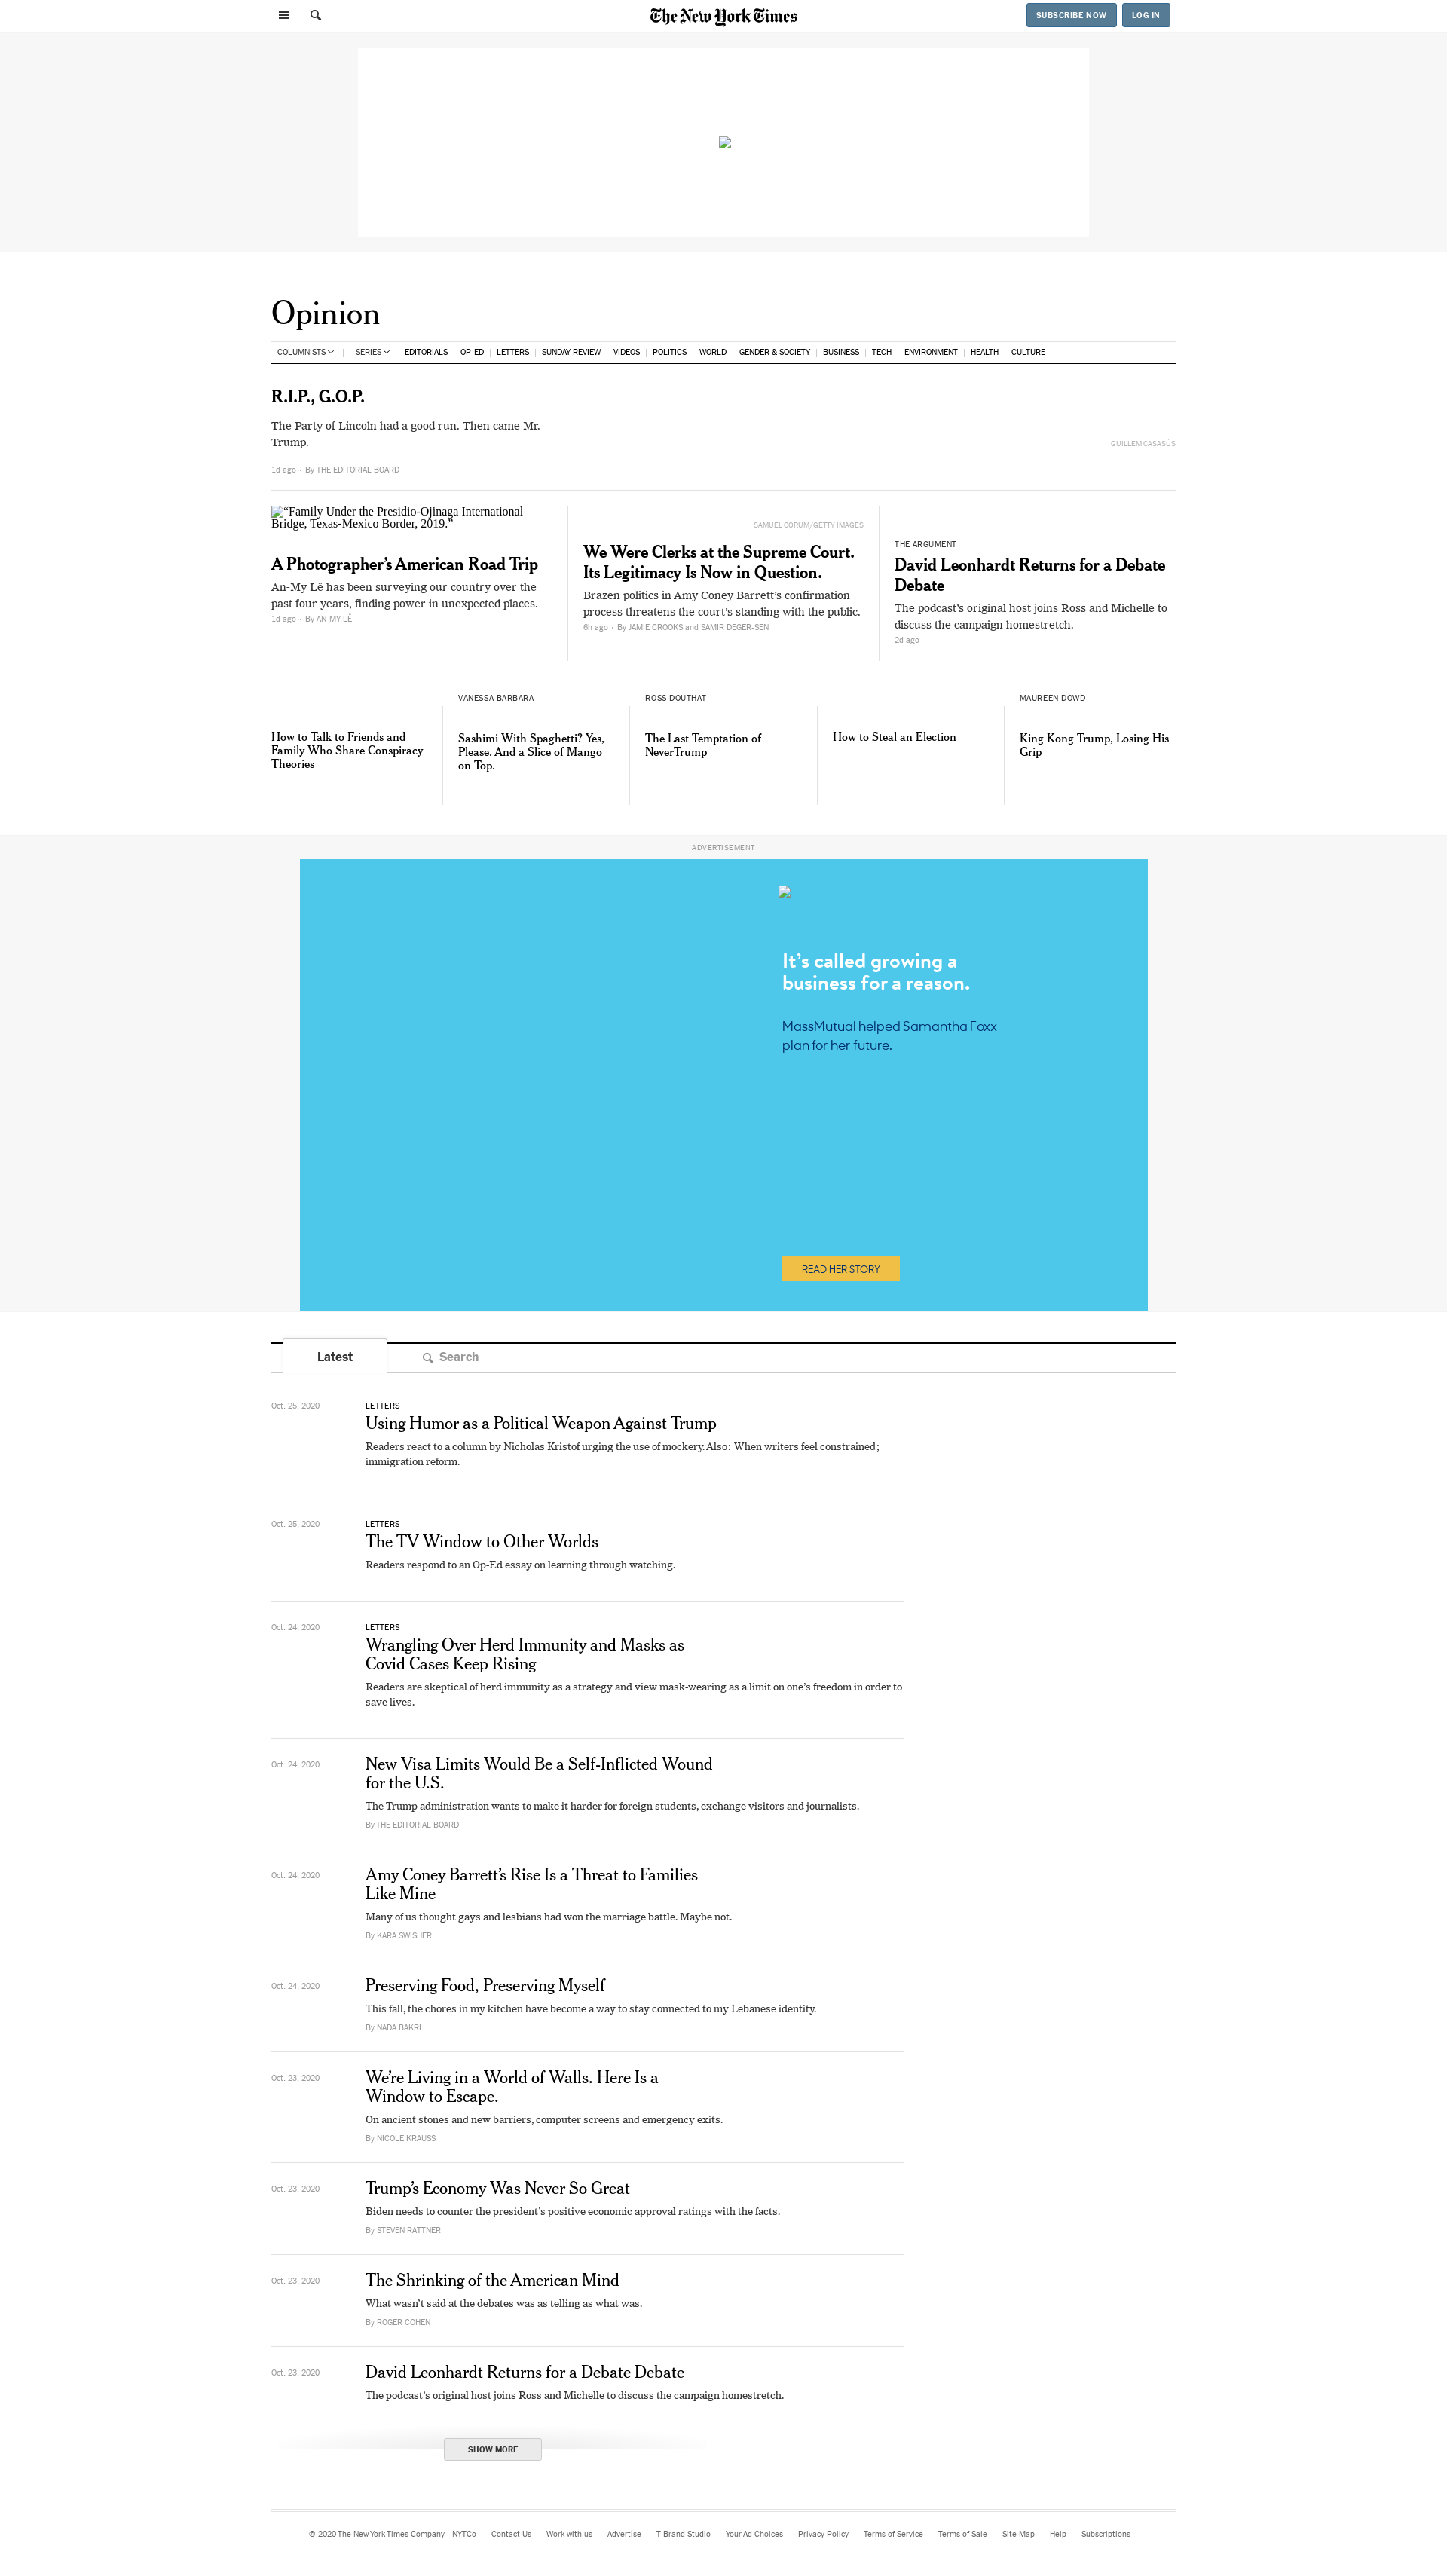 The New York Times
SUBSCRIBE NOW
LOG IN
Opinion
COLUMNISTS
SERIES
EDITORIALS
OP-ED
LETTERS
SUNDAY REVIEW
VIDEOS
POLITICS
WORLD
GENDER & SOCIETY
BUSINESS
TECH
ENVIRONMENT
HEALTH
CULTURE
R.I.P., G.O.P.
The Party of Lincoln had a good run. Then came Mr.
Trump.
1d ago • By THE EDITORIAL BOARD
GUILLEM CASASÚS
“Family Under the Presidio-Ojinaga International
Bridge, Texas-Mexico Border, 2019.”
A Photographer’s American Road Trip
An-My Lê has been surveying our country over the
past four years, finding power in unexpected places.
1d ago • By AN-MY LÊ
SAMUEL CORUM/GETTY IMAGES
We Were Clerks at the Supreme Court.
Its Legitimacy Is Now in Question.
Brazen politics in Amy Coney Barrett’s confirmation
process threatens the court’s standing with the public.
6h ago • By JAMIE CROOKS and SAMIR DEGER-SEN
THE ARGUMENT
David Leonhardt Returns for a Debate
Debate
The podcast’s original host joins Ross and Michelle to
discuss the campaign homestretch.
2d ago
How to Talk to Friends and
Family Who Share Conspiracy
Theories
VANESSA BARBARA
Sashimi With Spaghetti? Yes,
Please. And a Slice of Mango
on Top.
ROSS DOUTHAT
The Last Temptation of
NeverTrump
How to Steal an Election
MAUREEN DOWD
King Kong Trump, Losing His
Grip
ADVERTISEMENT
It’s called growing a
business for a reason.
MassMutual helped Samantha Foxx
plan for her future.
READ HER STORY
Latest
Search
Oct. 25, 2020
LETTERS
Using Humor as a Political Weapon Against Trump
Readers react to a column by Nicholas Kristof urging the use of mockery. Also: When writers feel constrained;
immigration reform.
Oct. 25, 2020
LETTERS
The TV Window to Other Worlds
Readers respond to an Op-Ed essay on learning through watching.
Oct. 24, 2020
LETTERS
Wrangling Over Herd Immunity and Masks as
Covid Cases Keep Rising
Readers are skeptical of herd immunity as a strategy and view mask-wearing as a limit on one’s freedom in order to
save lives.
Oct. 24, 2020
New Visa Limits Would Be a Self-Inflicted Wound
for the U.S.
The Trump administration wants to make it harder for foreign students, exchange visitors and journalists.
By THE EDITORIAL BOARD
Oct. 24, 2020
Amy Coney Barrett’s Rise Is a Threat to Families
Like Mine
Many of us thought gays and lesbians had won the marriage battle. Maybe not.
By KARA SWISHER
Oct. 24, 2020
Preserving Food, Preserving Myself
This fall, the chores in my kitchen have become a way to stay connected to my Lebanese identity.
By NADA BAKRI
Oct. 23, 2020
We’re Living in a World of Walls. Here Is a
Window to Escape.
On ancient stones and new barriers, computer screens and emergency exits.
By NICOLE KRAUSS
Oct. 23, 2020
Trump’s Economy Was Never So Great
Biden needs to counter the president’s positive economic approval ratings with the facts.
By STEVEN RATTNER
Oct. 23, 2020
The Shrinking of the American Mind
What wasn’t said at the debates was as telling as what was.
By ROGER COHEN
Oct. 23, 2020
David Leonhardt Returns for a Debate Debate
The podcast’s original host joins Ross and Michelle to discuss the campaign homestretch.
SHOW MORE
© 2020 The New York Times Company
NYTCo
Contact Us
Work with us
Advertise
T Brand Studio
Your Ad Choices
Privacy Policy
Terms of Service
Terms of Sale
Site Map
Help
Subscriptions